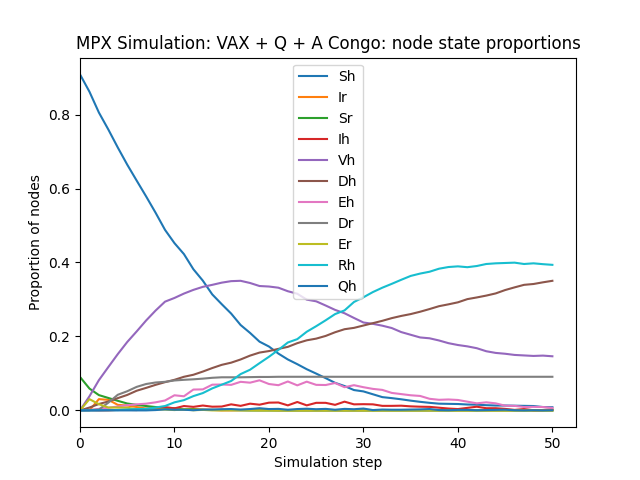 MPX Simulation: VAX + Q + A Congo: node state proportions
Proportion of nodes
0.8
0.6
0.4
0.2
0.0
Sh
Ir
Sr
Ih
Vh
Dh
Eh
Dr
Er
Rh
Qh
0
10
20
30
40
50
Simulation step